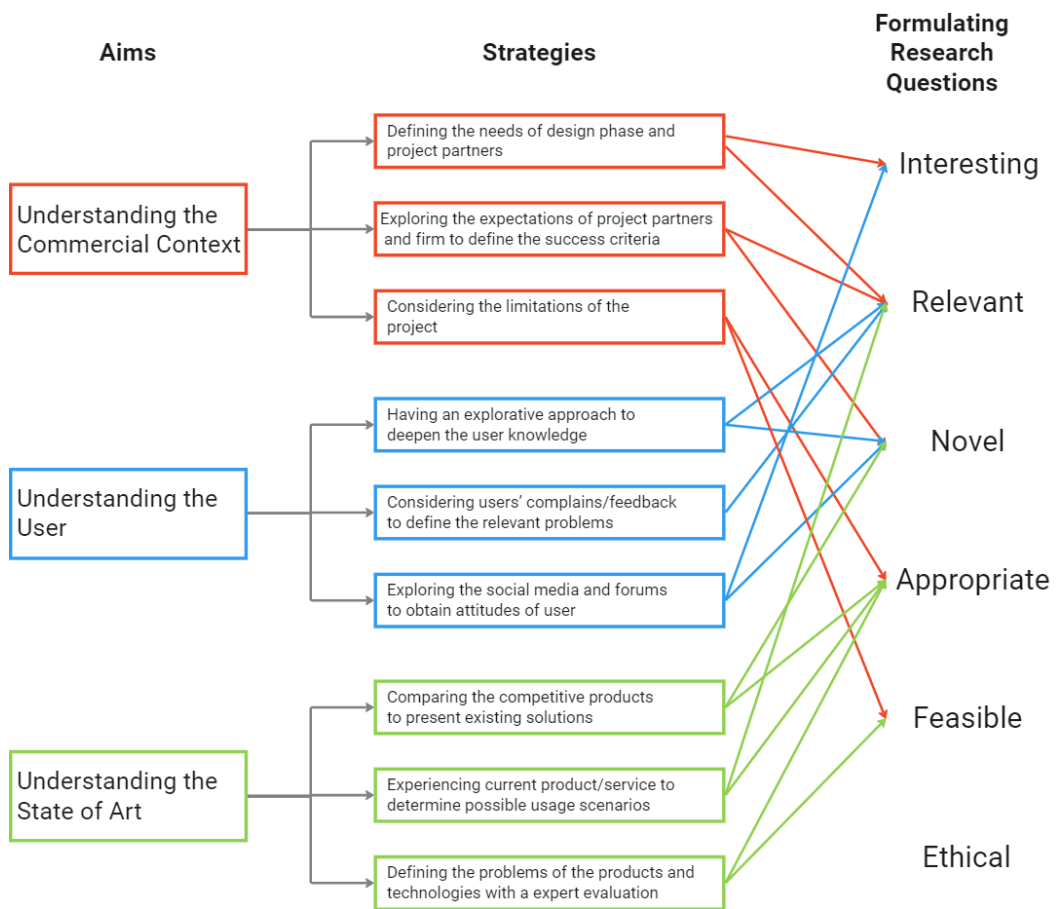 Aims
Strategies
Formulating
Research
Questions
Understanding the
Commercial Context
Defining the needs of design phase and
project partners
Exploring the expectations of project partners
and firm to define the success criteria
Considering the limitations of the
project
Understanding the
User
Having an explorative approach to
deepen the user knowledge
Considering users' complains/feedback
to define the relevant problems
Exploring the social media and forums
to obtain attitudes of user
Understanding the
State of Art
Comparing the competitive products
to present existing solutions
Experiencing current product/service to
determine possible usage scenarios
Defining the problems of the products and
technologies with a expert evaluation
Interesting
Relevant
Novel
Appropriate
Feasible
Ethical